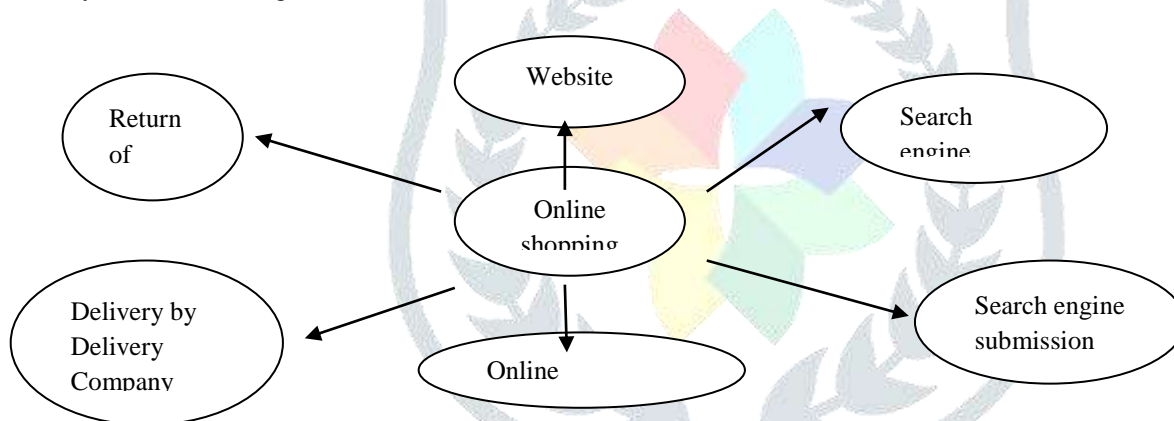 Website
Return
of
Search
engine
Online
shopping
Delivery by
Delivery
Company
Search engine
submission
Online